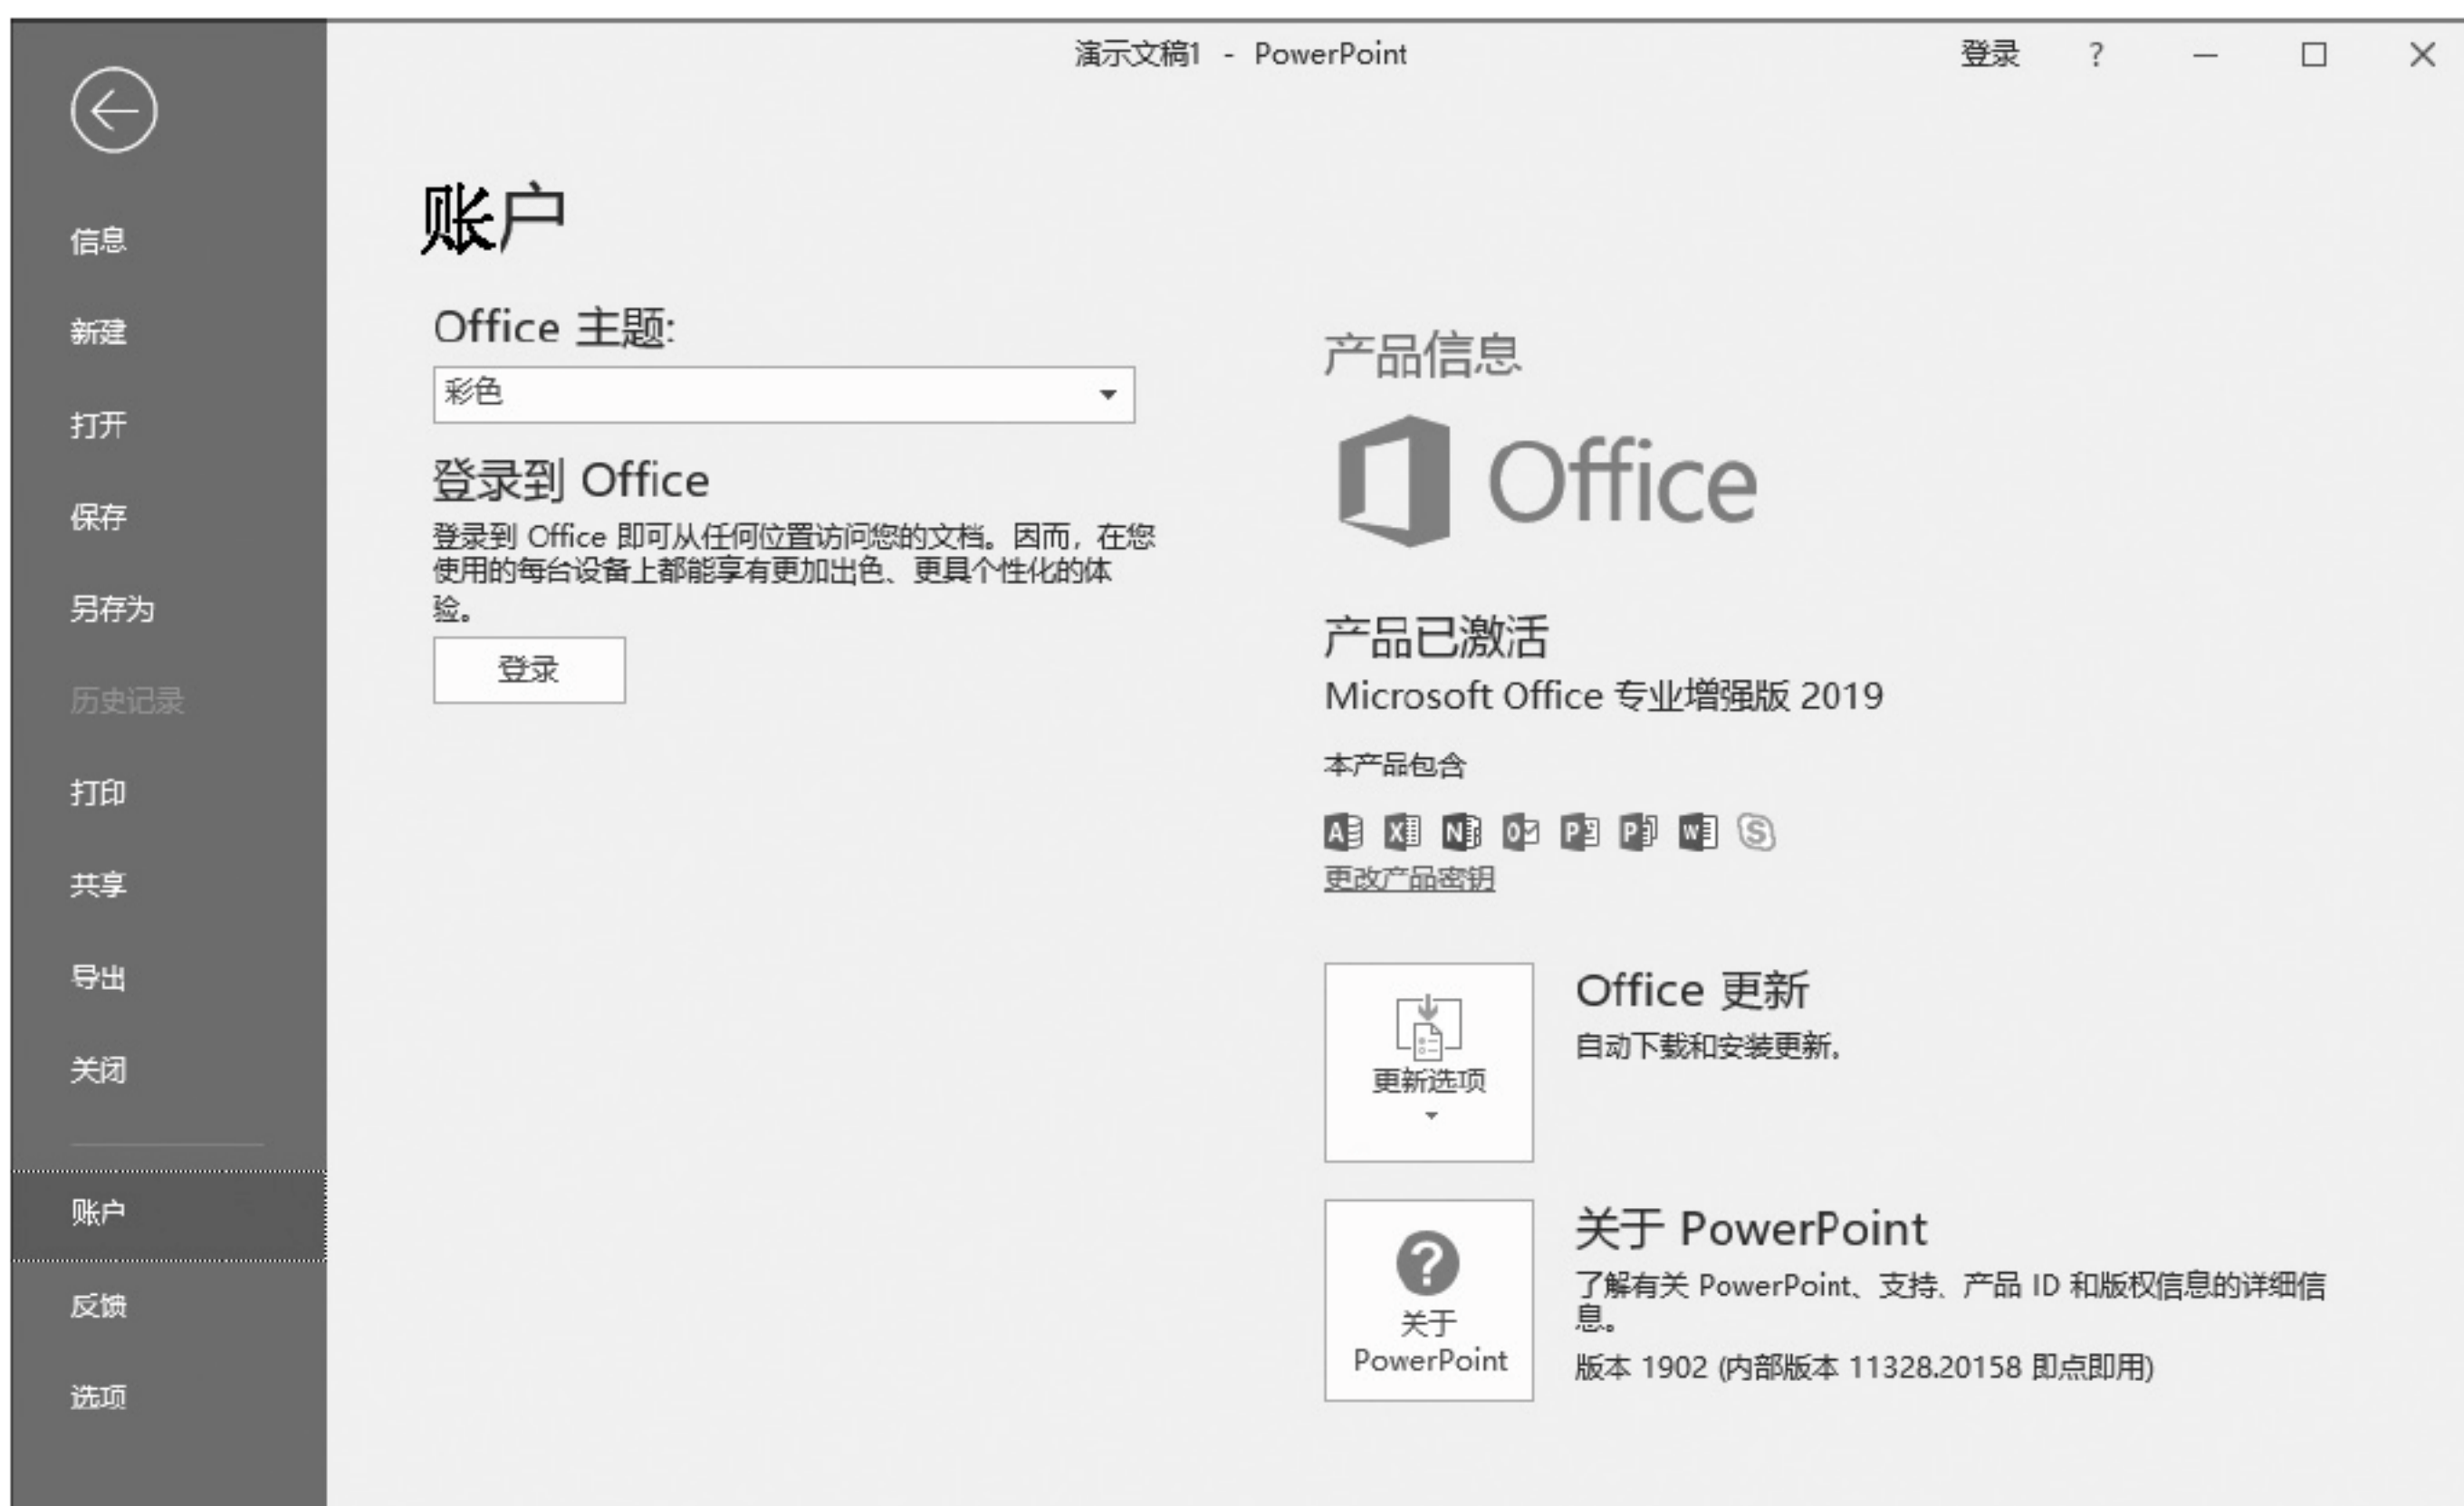 演示文稿1 - PowerPoint
登录 ?
信息
新建
打开
保存
另存为
历史记录
打印
共享
导出
关闭
账户
反馈
选项
账户
Office 主题:
彩色
登录到 Office
登录到 Office 即可从任何位置访问您的文档。因而，在您
使用的每台设备上都能享有更加出色、更具个性化的体
验。
登录
产品信息
Office
产品已激活
Microsoft Office 专业增强版 2019
本产品包含
A X N O P P W S
更改产品密钥
更新选项
Office 更新
自动下载和安装更新。
?
关于
PowerPoint
关于 PowerPoint
了解有关 PowerPoint、支持、产品 ID 和版权信息的详细信
息。
版本 1902 (内部版本 11328.20158 即点即用)